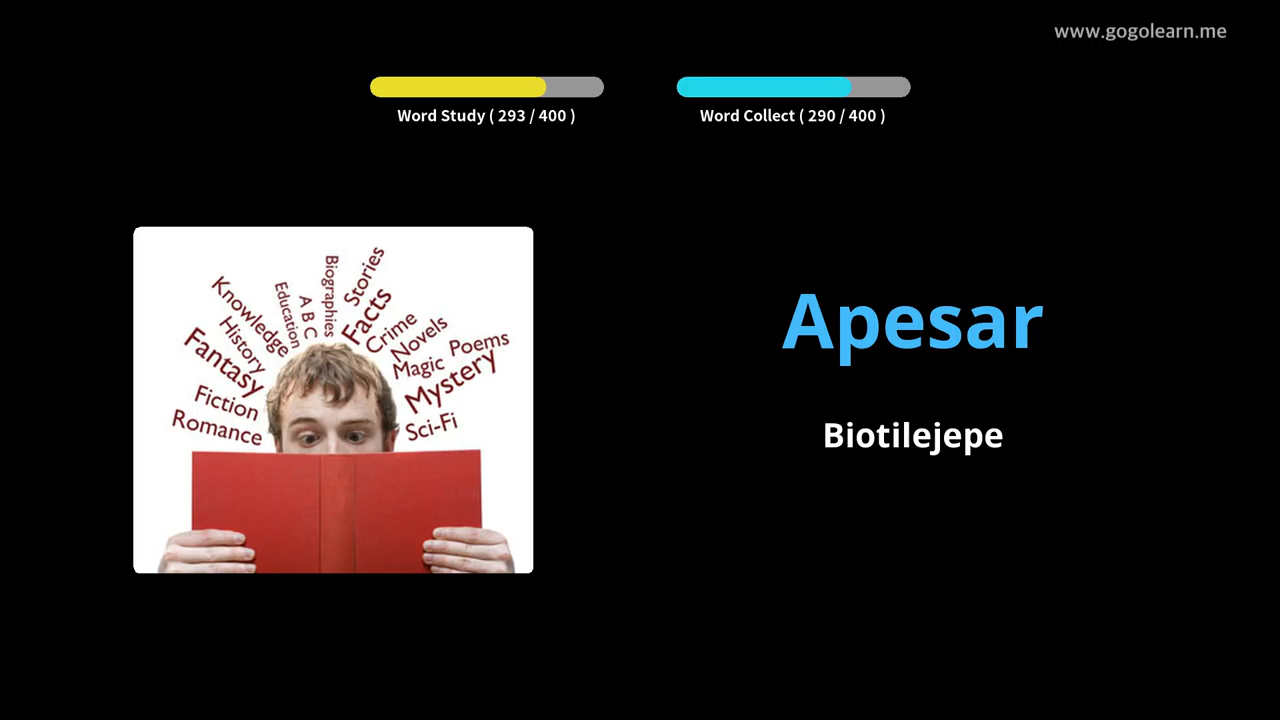 www.gogolearn.me
Word Study ( 293 / 400 )
Word Collect ( 290 / 400 )
Biographies
Stories
Knowledge
Education
A B C
Facts
History
Crime
Novels
Fantasy
Magic
Poems
Mystery
Fiction
Romance
Sci-Fi
Apesar
Biotilejepe